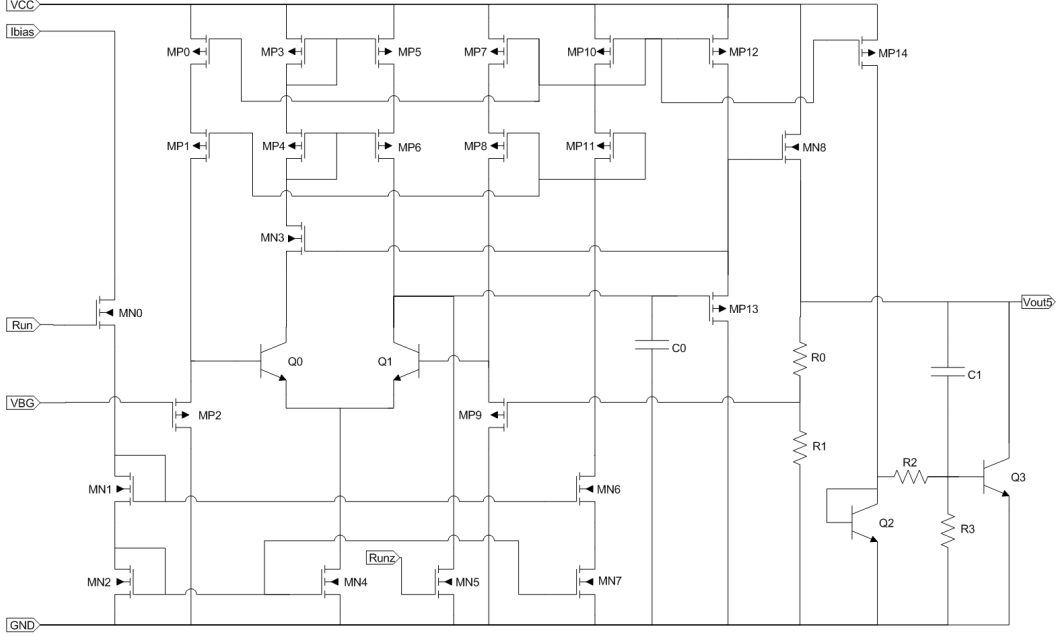 VCC
Ibias
MP0
MP3
MP5
MP7
MP10
MP12
MP14
MP1
MP4
MP6
MP8
MP11
MN8
MN3
MN0
Run
MP13
Vout5
C0
R0
Q0
Q1
C1
VBG
MP2
MP9
R1
R2
Q3
MN1
MN6
Q2
R3
Runz
MN2
MN4
MN5
MN7
GND